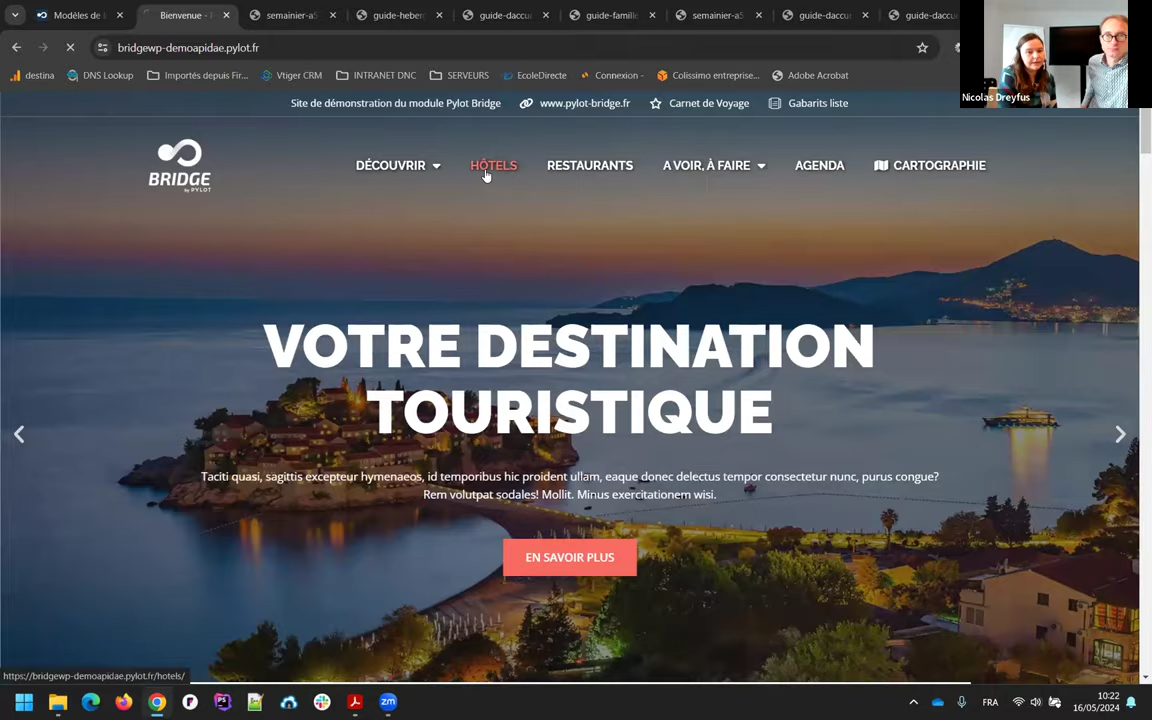 Modèles de
Bienvenue -
semainier-a5
guide-heber
guide-daccu
guide-famill
semainier-a5
guide-daccu
guide-daccu
bridgewp-demoapidae.pylot.fr
destina
DNS Lookup
Importés depuis Fir...
Vtiger CRM
INTRANET DNC
SERVEURS
EcoleDirecte
Connexion -
Colissimo entreprise...
Adobe Acrobat
Nicolas Dreyfus
Site de démonstration du module Pylot Bridge
www.pylot-bridge.fr
Carnet de Voyage
Gabarits liste
BRIDGE
by PYLOT
DÉCOUVRIR
HÔTELS
RESTAURANTS
A VOIR, À FAIRE
AGENDA
CARTOGRAPHIE
VOTRE DESTINATION
TOURISTIQUE
Taciti quasi, sagittis excepteur hymenaeos, id temporibus hic proident ullam, eaque donec delectus tempor consectetur nunc, purus congue?
Rem volutpat sodales! Mollit. Minus exercitationem wisi.
EN SAVOIR PLUS
https://bridgewp-demoapidae.pylot.fr/hotels/
FRA
10:22
16/05/2024